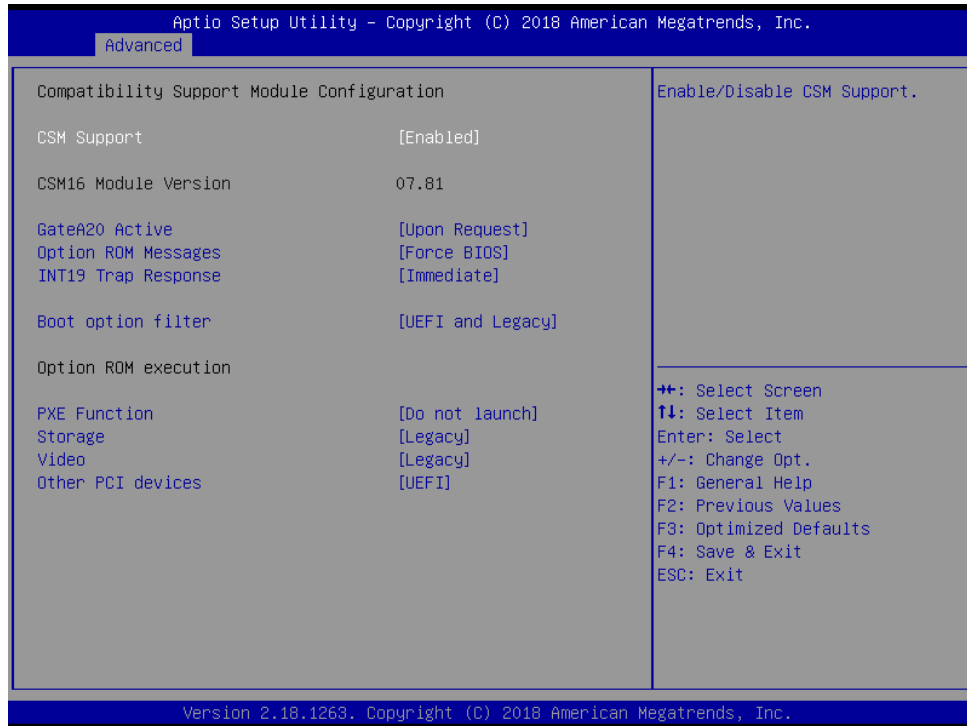 Aptio Setup Utility – Copyright (C) 2018 American Megatrends, Inc.
Advanced
Compatibility Support Module Configuration
CSM Support [Enabled]
CSM16 Module Version 07.81
GateA20 Active [Upon Request]
Option ROM Messages [Force BIOS]
INT19 Trap Response [Immediate]
Boot option filter [UEFI and Legacy]
Option ROM execution
PXE Function [Do not launch]
Storage [Legacy]
Video [Legacy]
Other PCI devices [UEFI]
Enable/Disable CSM Support.
→←: Select Screen
↑↓: Select Item
Enter: Select
+/-: Change Opt.
F1: General Help
F2: Previous Values
F3: Optimized Defaults
F4: Save & Exit
ESC: Exit
Version 2.18.1263. Copyright (C) 2018 American Megatrends, Inc.